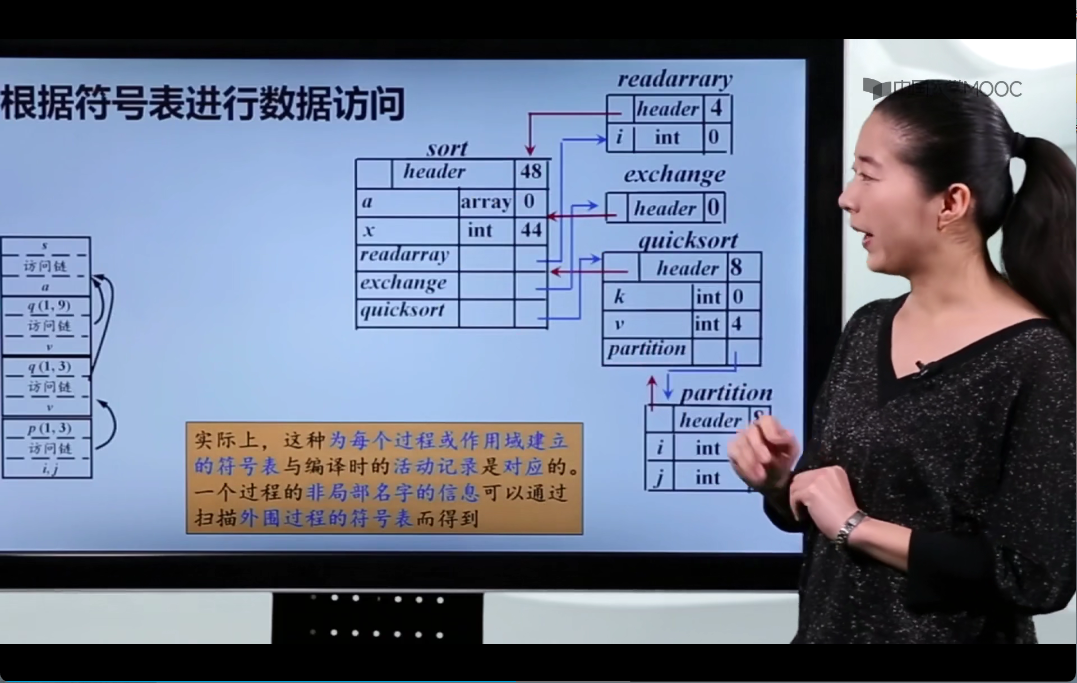 根据符号表进行数据访问
中国大学MOOC
readarrary
header 4
i int 0
sort
header 48
a array 0
x int 44
readarray
exchange
quicksort
exchange
header 0
quicksort
header 8
k int 0
v int 4
partition
partition
header 8
i int
j int
s
访问链
a
q (1, 9)
访问链
v
q (1, 3)
访问链
v
p (1, 3)
访问链
i, j
实际上，这种为每个过程或作用域建立
的符号表与编译时的活动记录是对应的。
一个过程的非局部名字的信息可以通过
扫描外围过程的符号表而得到